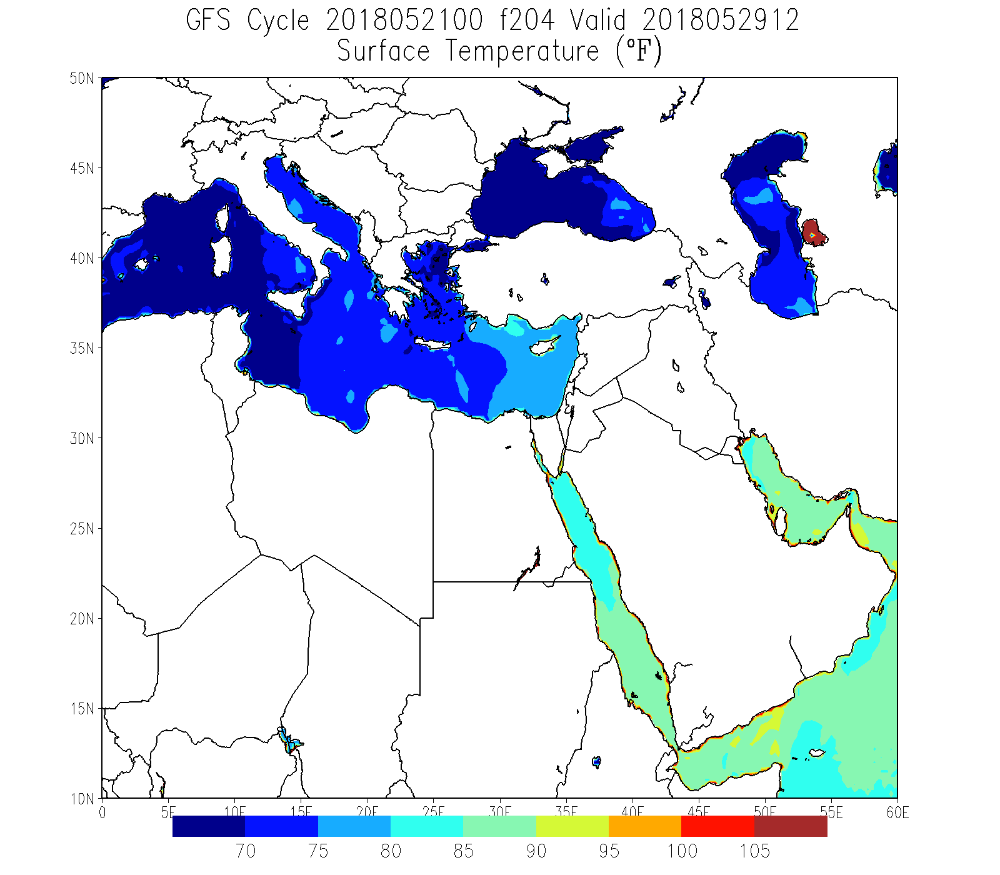 GFS Cycle 2018052100 f204 Valid 2018052912
Surface Temperature (°F)
50N
45N
40N
35N
30N
25N
20N
15N
10N
0 5E 10E 15E 20E 25E 30E 35E 40E 45E 50E 55E 60E
70 75 80 85 90 95 100 105